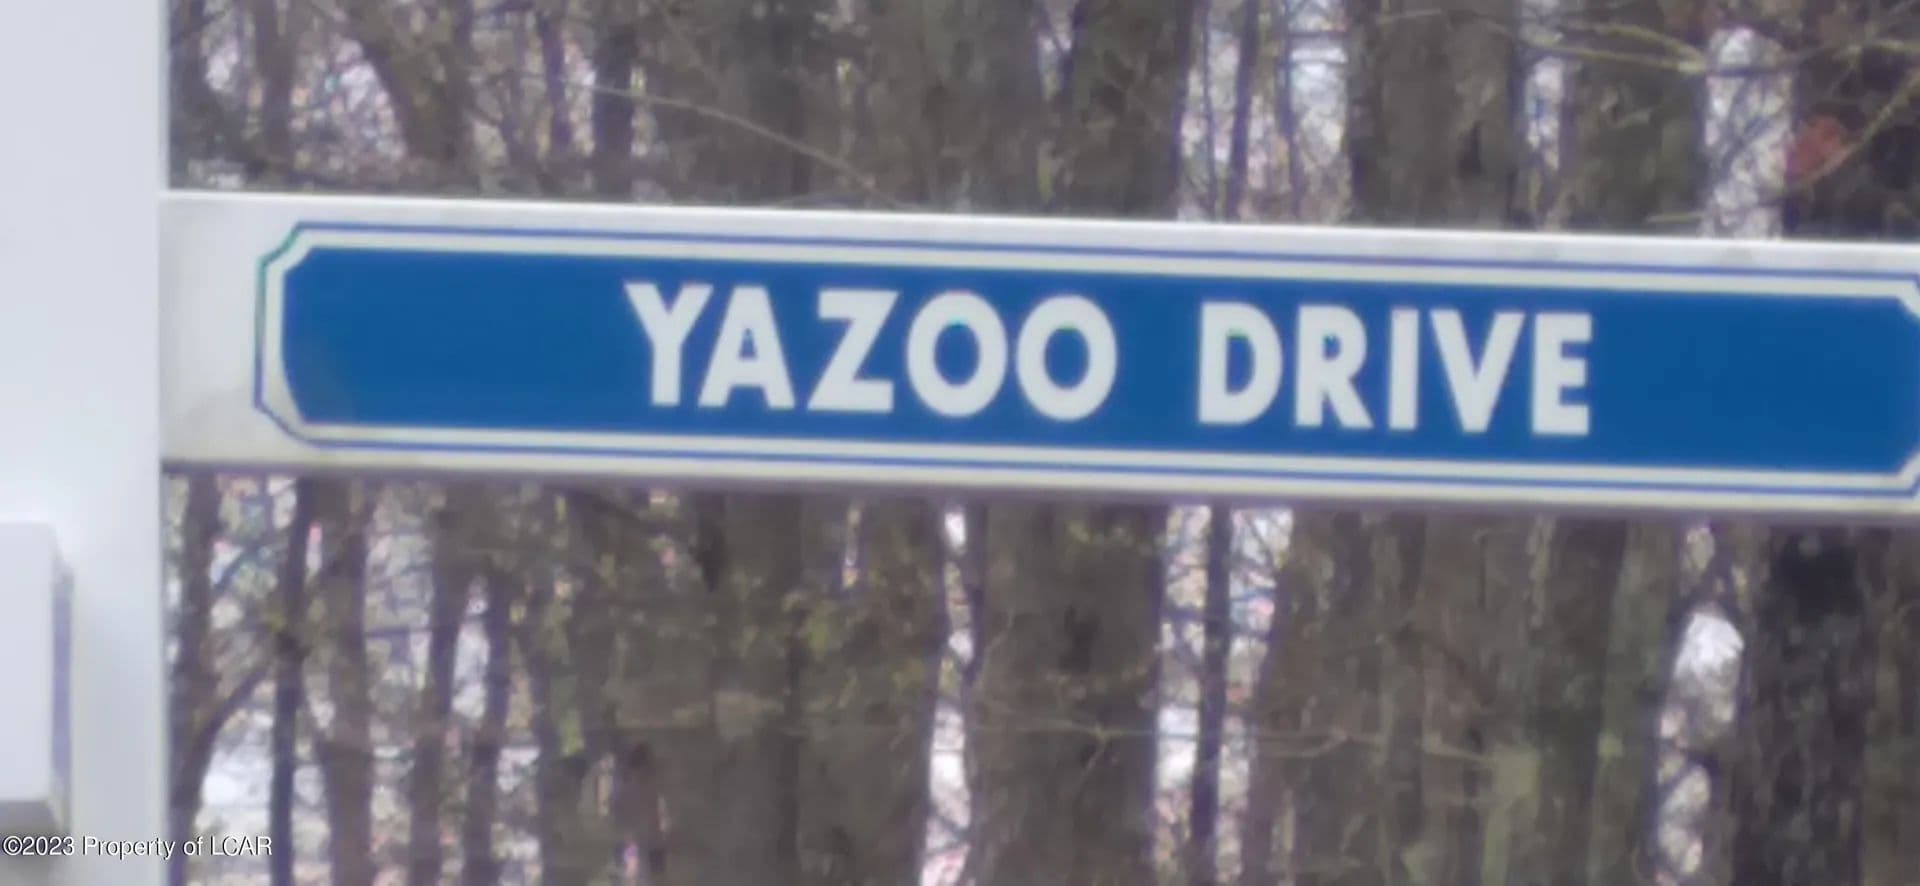 YAZOO DRIVE
©2023 Property of LCAR